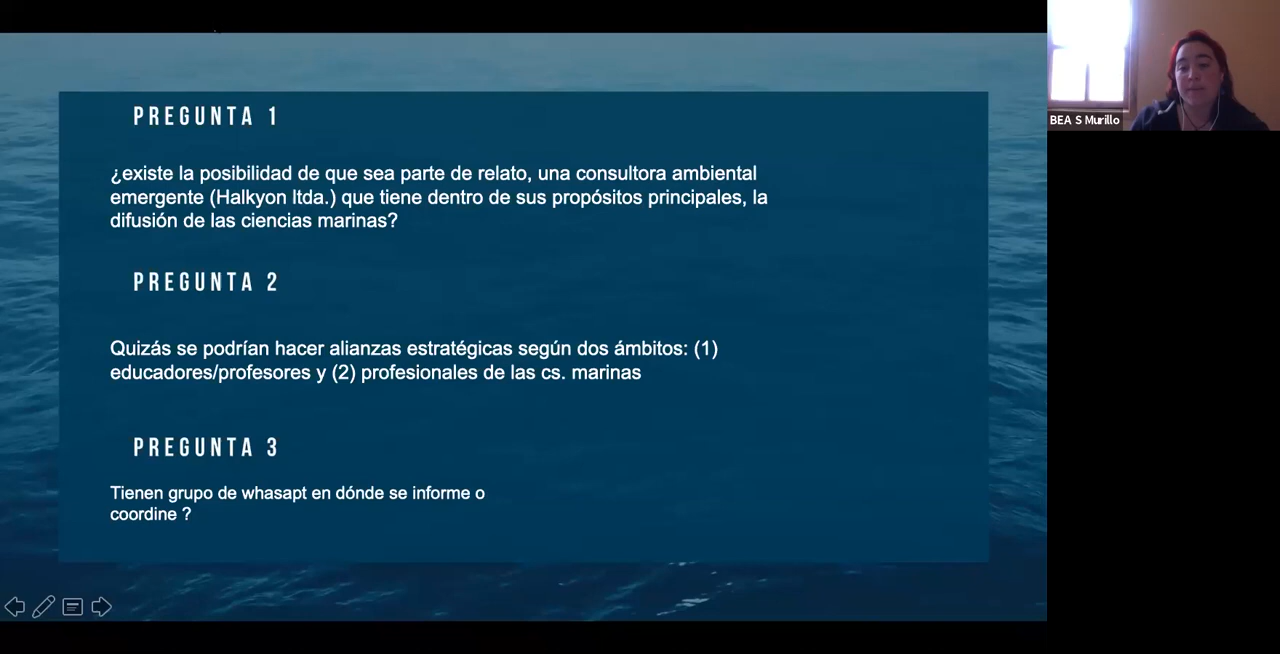 PREGUNTA 1
¿existe la posibilidad de que sea parte de relato, una consultora ambiental
emergente (Halkyon ltda.) que tiene dentro de sus propósitos principales, la
difusión de las ciencias marinas?
PREGUNTA 2
Quizás se podrían hacer alianzas estratégicas según dos ámbitos: (1)
educadores/profesores y (2) profesionales de las cs. marinas
PREGUNTA 3
Tienen grupo de whasapt en dónde se informe o
coordine ?
BEA S Murillo